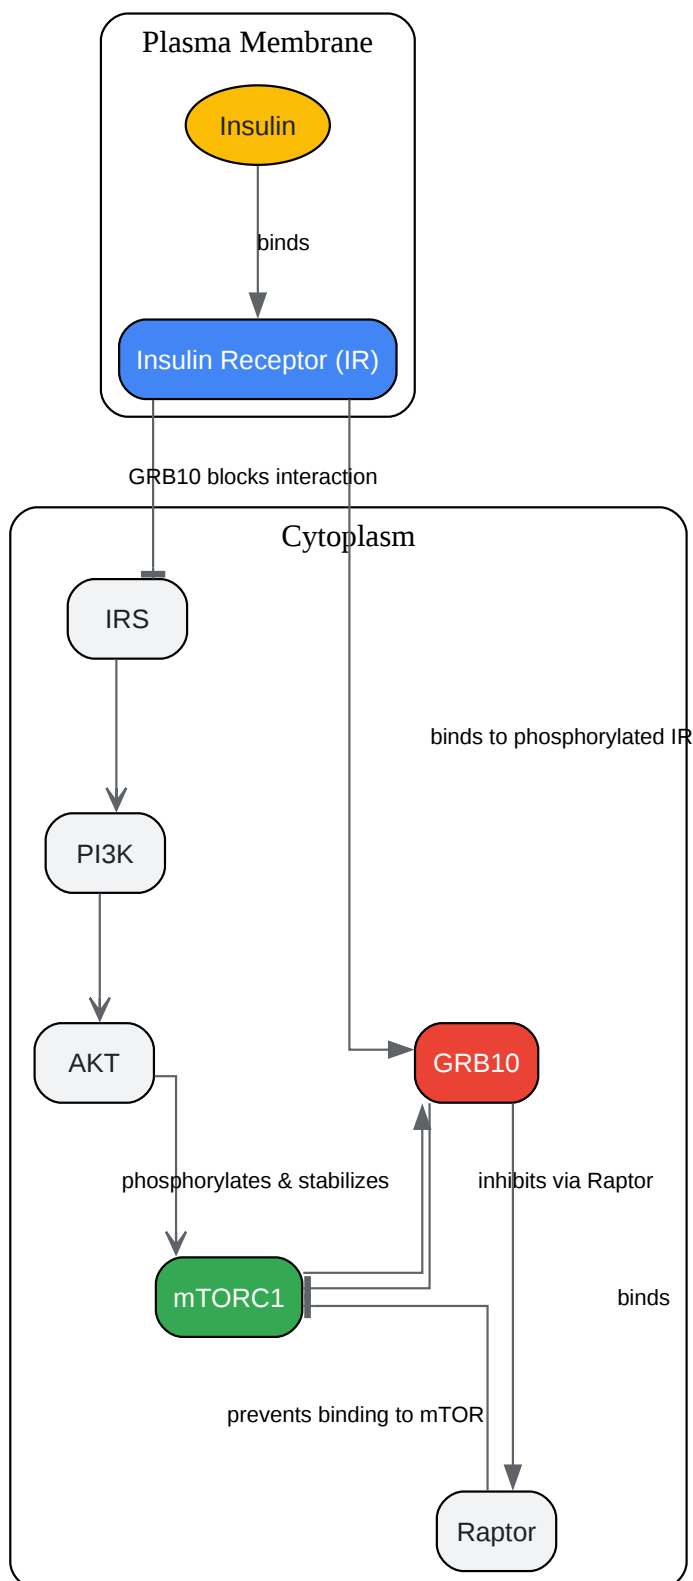 Plasma Membrane
Insulin
binds
Insulin Receptor (IR)
GRB10 blocks interaction
Cytoplasm
IRS
binds to phosphorylated IR
PI3K
AKT
GRB10
phosphorylates & stabilizes
inhibits via Raptor
mTORC1
binds
prevents binding to mTOR
Raptor